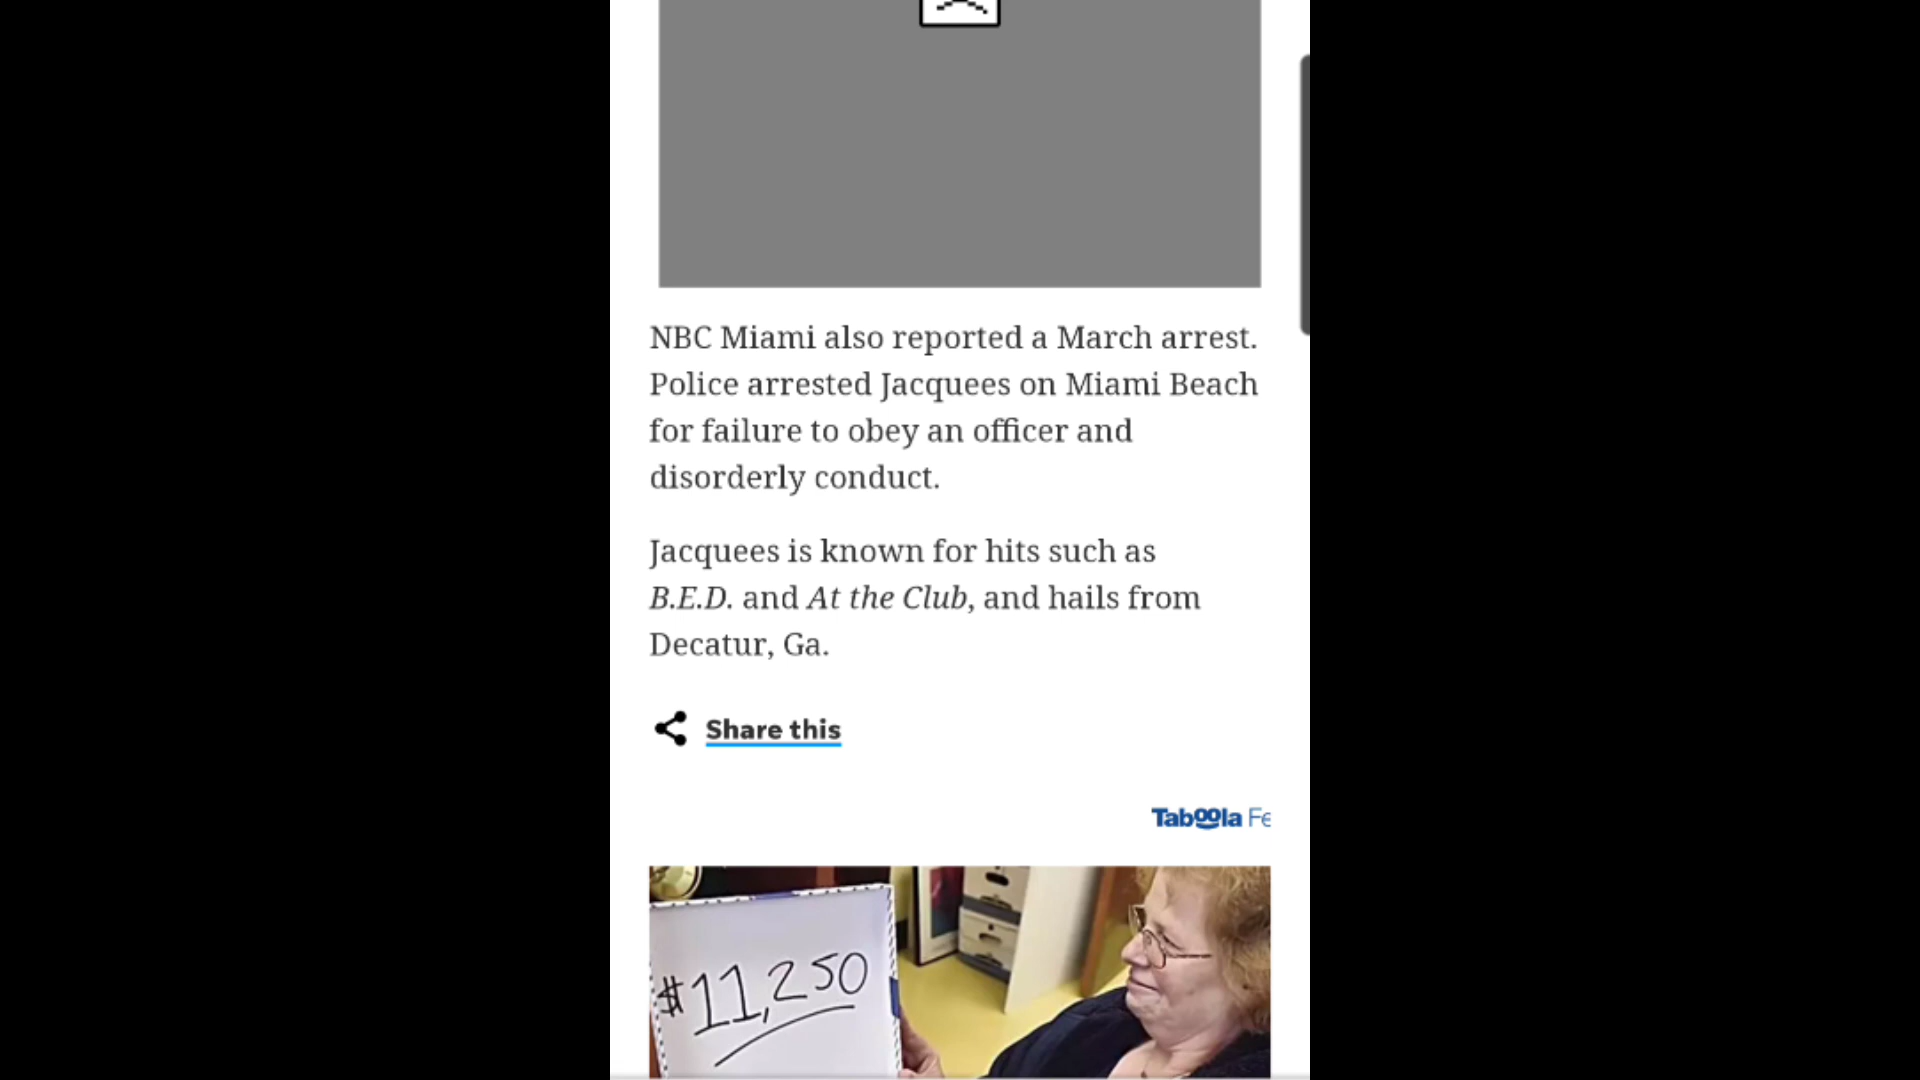 NBC Miami also reported a March arrest.
Police arrested Jacquees on Miami Beach
for failure to obey an officer and
disorderly conduct.
Jacquees is known for hits such as
B.E.D. and At the Club, and hails from
Decatur, Ga.
Share this
Taboola Fe
$11,250